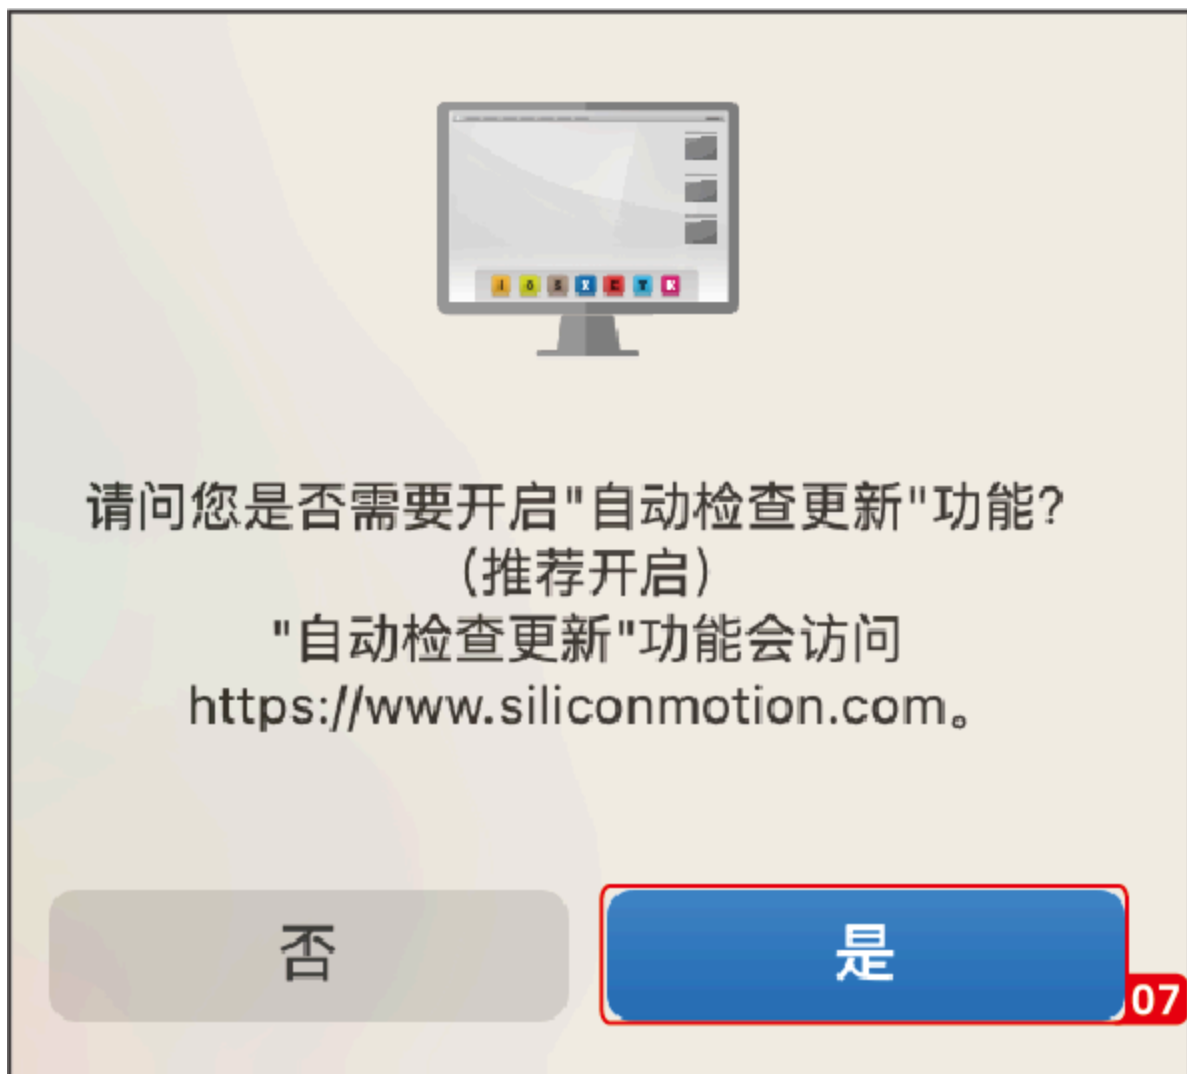 请问您是否需要开启"自动检查更新"功能?
(推荐开启)
"自动检查更新"功能会访问
https://www.siliconmotion.com。
否
是
07